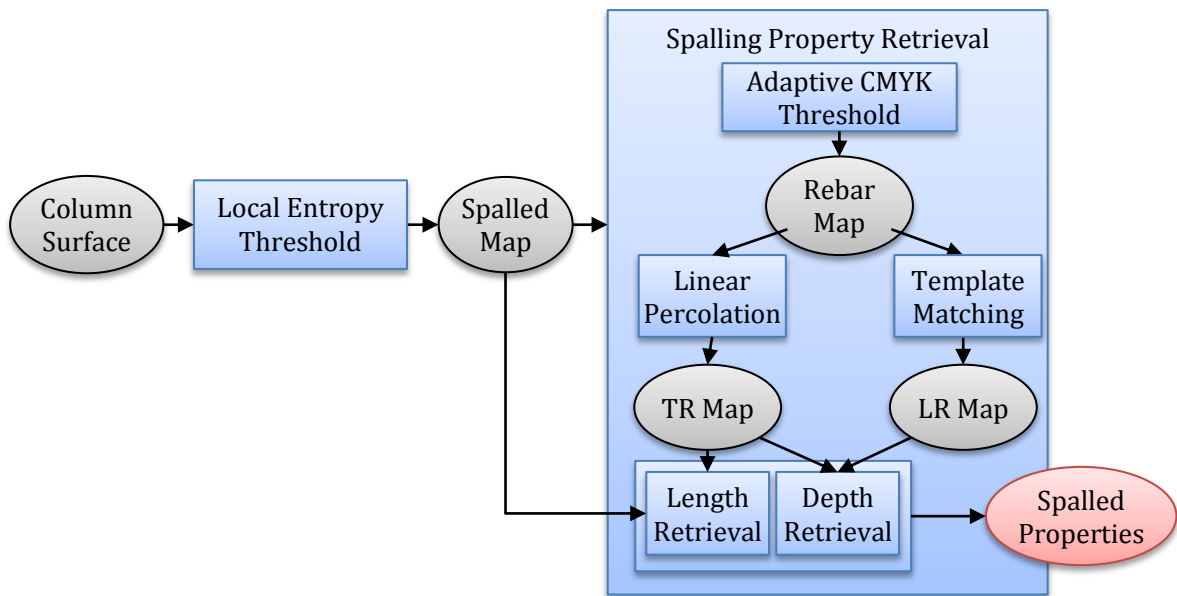 Spalling Property Retrieval
Adaptive CMYK
Threshold
Column
Surface
Local Entropy
Threshold
Spalled
Map
Rebar
Map
Linear
Percolation
Template
Matching
TR Map
LR Map
Length
Retrieval
Depth
Retrieval
Spalled
Properties